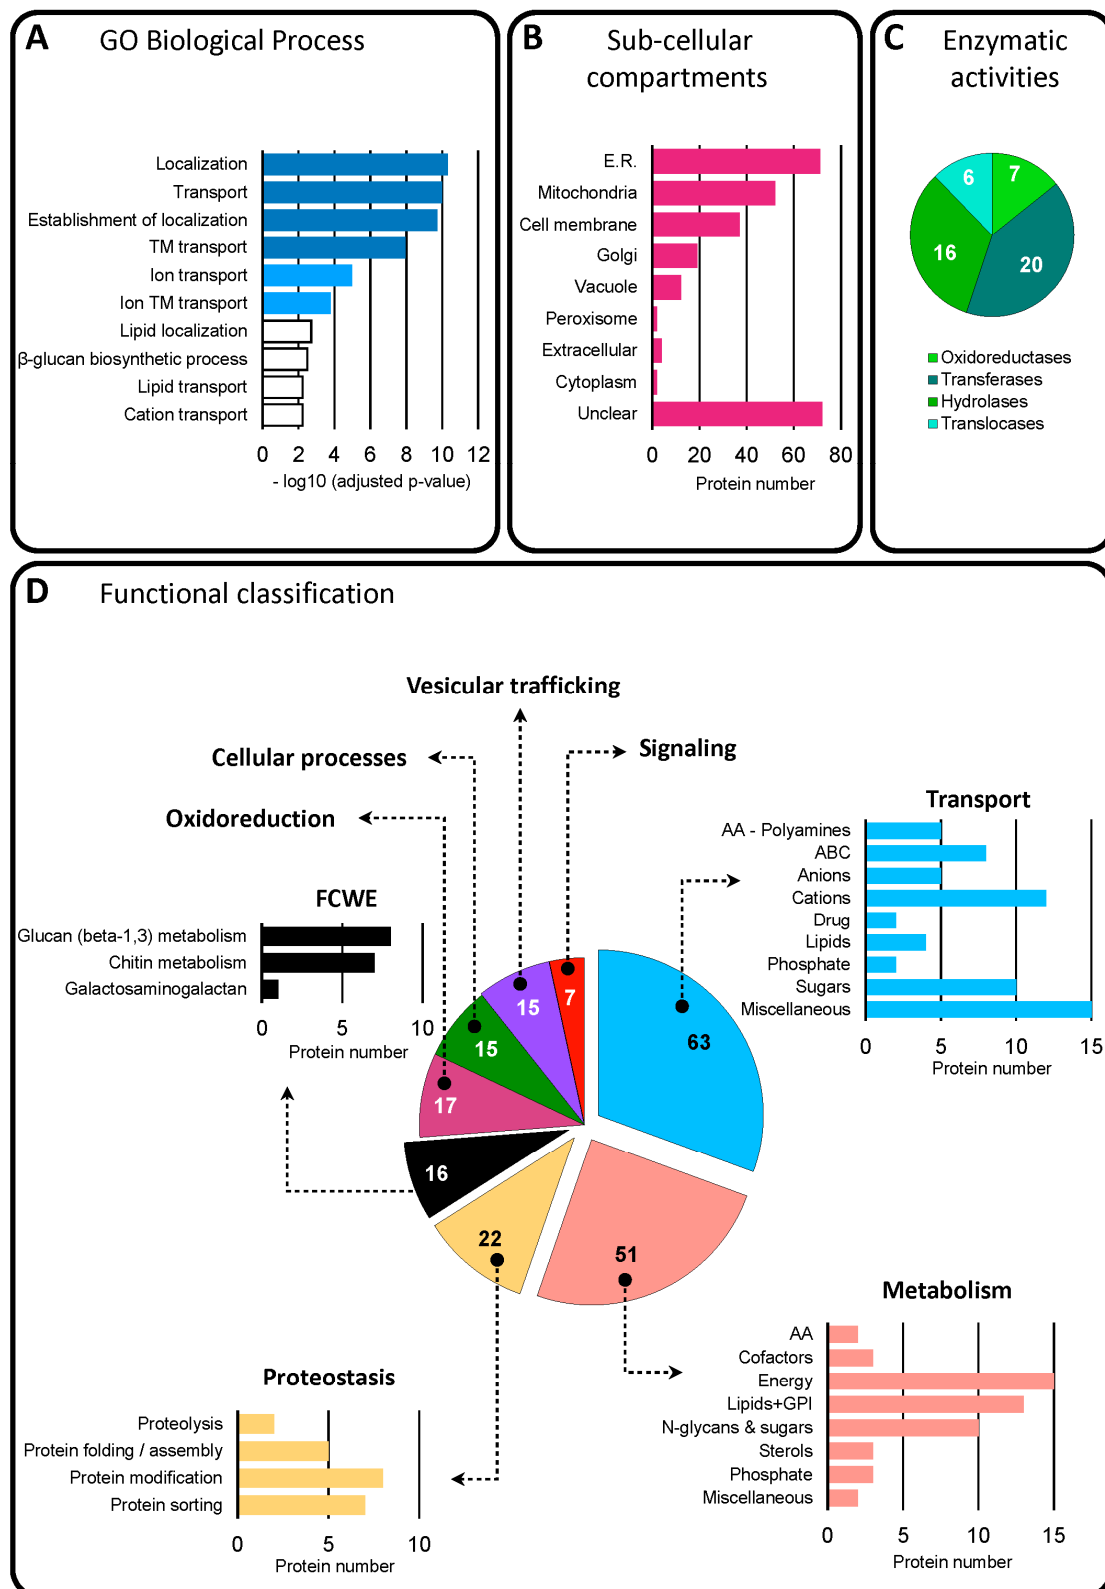 A GO Biological Process
Localization
Transport
Establishment of localization
TM transport
Ion transport
Ion TM transport
Lipid localization
β-glucan biosynthetic process
Lipid transport
Cation transport
0 2 4 6 8 10 12
- log10 (adjusted p-value)
B Sub-cellular
compartments
E.R.
Mitochondria
Cell membrane
Golgi
Vacuole
Peroxisome
Extracellular
Cytoplasm
Unclear
0 20 40 60 80
Protein number
C Enzymatic
activities
6 7
16 20
Oxidoreductases
Transferases
Hydrolases
Translocases
D Functional classification
Vesicular trafficking
Signaling
Cellular processes
Oxidoreduction
FCWE
Glucan (beta-1,3) metabolism
Chitin metabolism
Galactosaminogalactan
0 5 10
Protein number
Transport
AA - Polyamines
ABC
Anions
Cations
Drug
Lipids
Phosphate
Sugars
Miscellaneous
0 5 10 15
Protein number
15 7
63
15
17
16
22
51
Proteostasis
Proteolysis
Protein folding / assembly
Protein modification
Protein sorting
0 5 10
Protein number
Metabolism
AA
Cofactors
Energy
Lipids+GPI
N-glycans & sugars
Sterols
Phosphate
Miscellaneous
0 5 10 15
Protein number